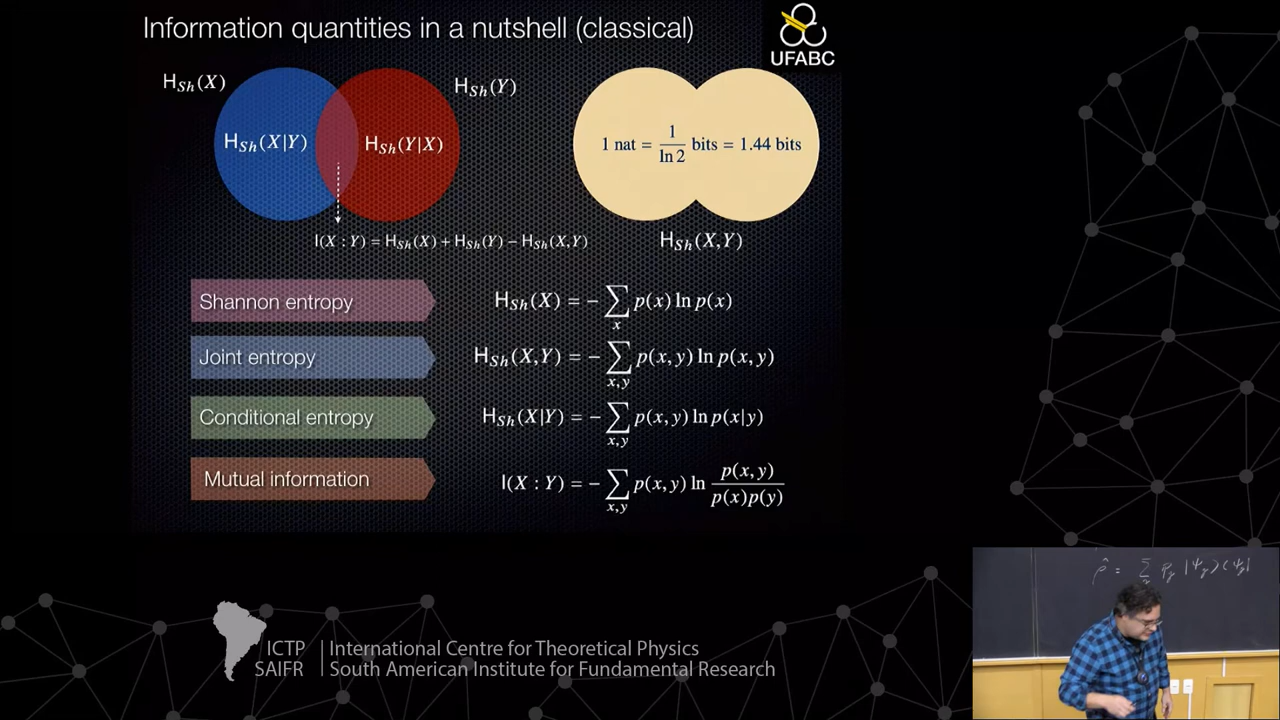 Information quantities in a nutshell (classical)
UFABC
H_Sh(X)
H_Sh(Y)
H_Sh(X|Y)
H_Sh(Y|X)
1 nat = 1/ln 2 bits = 1.44 bits
I(X : Y) = H_Sh(X) + H_Sh(Y) − H_Sh(X,Y)
H_Sh(X,Y)
Shannon entropy
H_Sh(X) = − ∑_x p(x) ln p(x)
Joint entropy
H_Sh(X,Y) = − ∑_{x,y} p(x, y) ln p(x, y)
Conditional entropy
H_Sh(X|Y) = − ∑_{x,y} p(x, y) ln p(x|y)
Mutual information
I(X : Y) = − ∑_{x,y} p(x, y) ln p(x, y)/p(x)p(y)
ICTP
SAIFR
International Centre for Theoretical Physics
South American Institute for Fundamental Research